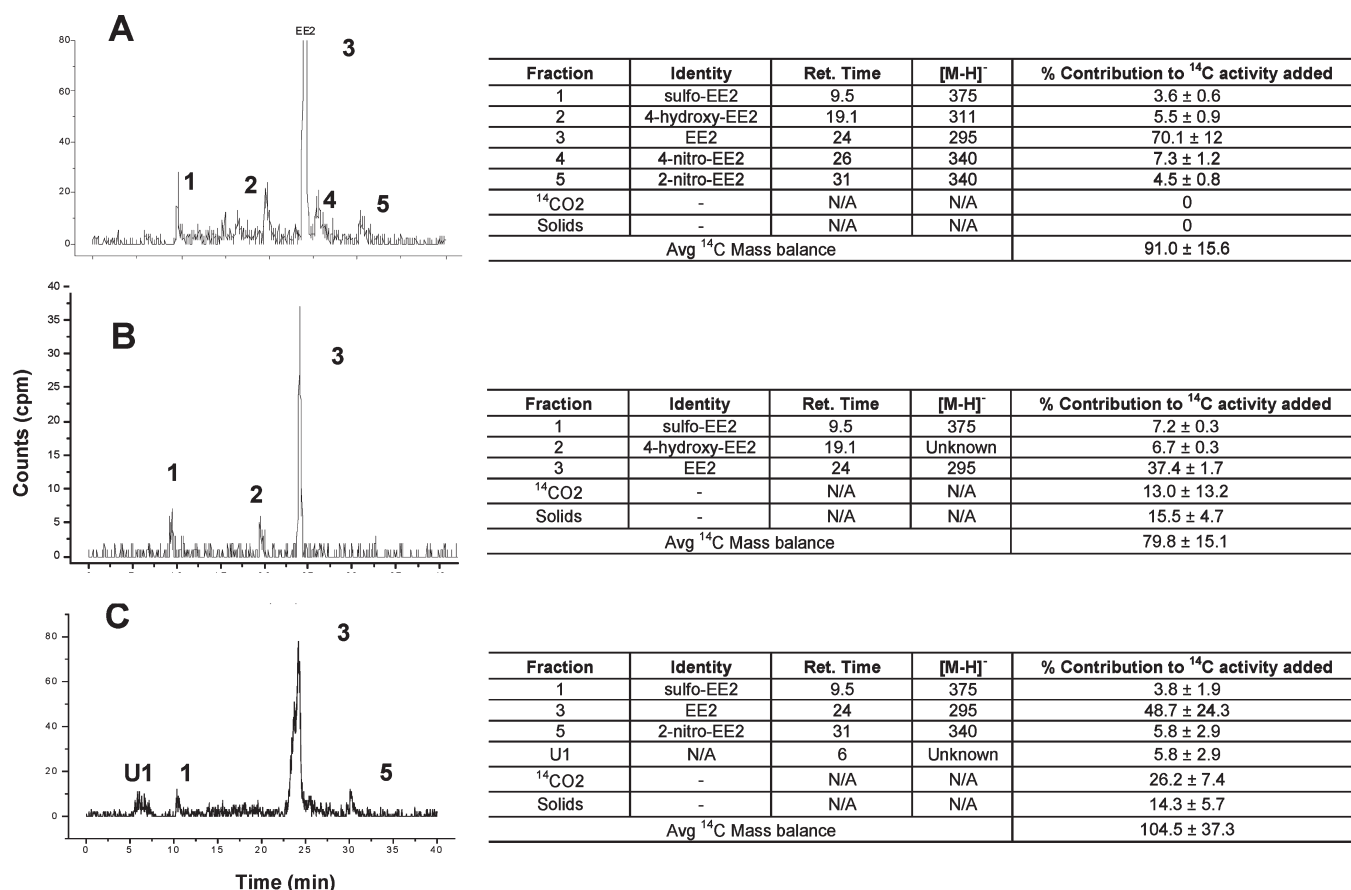 A
EE2
3
80
60
40
20
0
1
2
4
5
Fraction Identity Ret. Time [M-H]- % Contribution to 14C activity added
1 sulfo-EE2 9.5 375 3.6 ± 0.6
2 4-hydroxy-EE2 19.1 311 5.5 ± 0.9
3 EE2 24 295 70.1 ± 12
4 4-nitro-EE2 26 340 7.3 ± 1.2
5 2-nitro-EE2 31 340 4.5 ± 0.8
14CO2 - N/A N/A 0
Solids - N/A N/A 0
Avg 14C Mass balance 91.0 ± 15.6
B
3
40
35
30
25
20
15
10
5
0
1
2
Counts (cpm)
Fraction Identity Ret. Time [M-H]- % Contribution to 14C activity added
1 sulfo-EE2 9.5 375 7.2 ± 0.3
2 4-hydroxy-EE2 19.1 Unknown 6.7 ± 0.3
3 EE2 24 295 37.4 ± 1.7
14CO2 - N/A N/A 13.0 ± 13.2
Solids - N/A N/A 15.5 ± 4.7
Avg 14C Mass balance 79.8 ± 15.1
C
3
80
60
40
20
0
U1
1
5
0 5 10 15 20 25 30 35 40
Time (min)
Fraction Identity Ret. Time [M-H]- % Contribution to 14C activity added
1 sulfo-EE2 9.5 375 3.8 ± 1.9
3 EE2 24 295 48.7 ± 24.3
5 2-nitro-EE2 31 340 5.8 ± 2.9
U1 N/A 6 Unknown 5.8 ± 2.9
14CO2 - N/A N/A 26.2 ± 7.4
Solids - N/A N/A 14.3 ± 5.7
Avg 14C Mass balance 104.5 ± 37.3